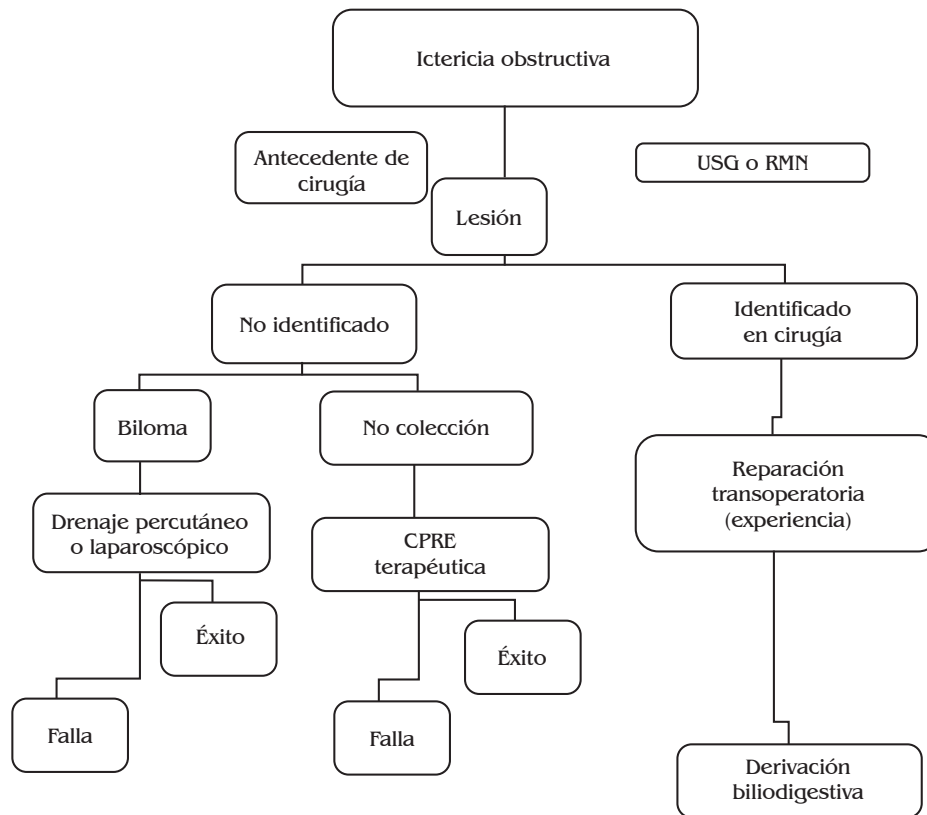 Ictericia obstructiva
Antecedente de
cirugía
USG o RMN
Lesión
No identificado
Identificado
en cirugía
Biloma
No colección
Reparación
transoperatoria
(experiencia)
Drenaje percutáneo
o laparoscópico
CPRE
terapéutica
Éxito
Éxito
Falla
Falla
Derivación
biliodigestiva